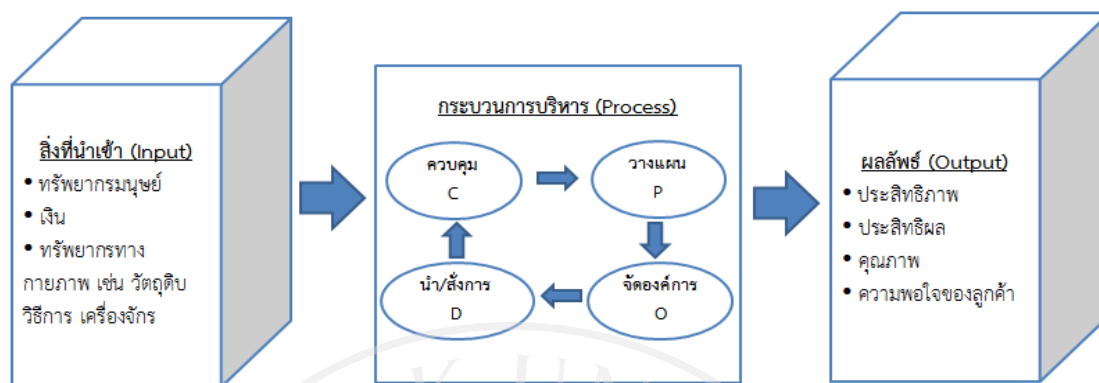 สิ่งที่นำเข้า (Input)
• ทรัพยากรมนุษย์
• เงิน
• ทรัพยากรทาง
กายภาพ เช่น วัตถุดิบ
วิธีการ เครื่องจักร
กระบวนการบริหาร (Process)
ควบคุม
C
วางแผน
P
นำ/สั่งการ
D
จัดองค์การ
O
ผลลัพธ์ (Output)
• ประสิทธิภาพ
• ประสิทธิผล
• คุณภาพ
• ความพอใจของลูกค้า